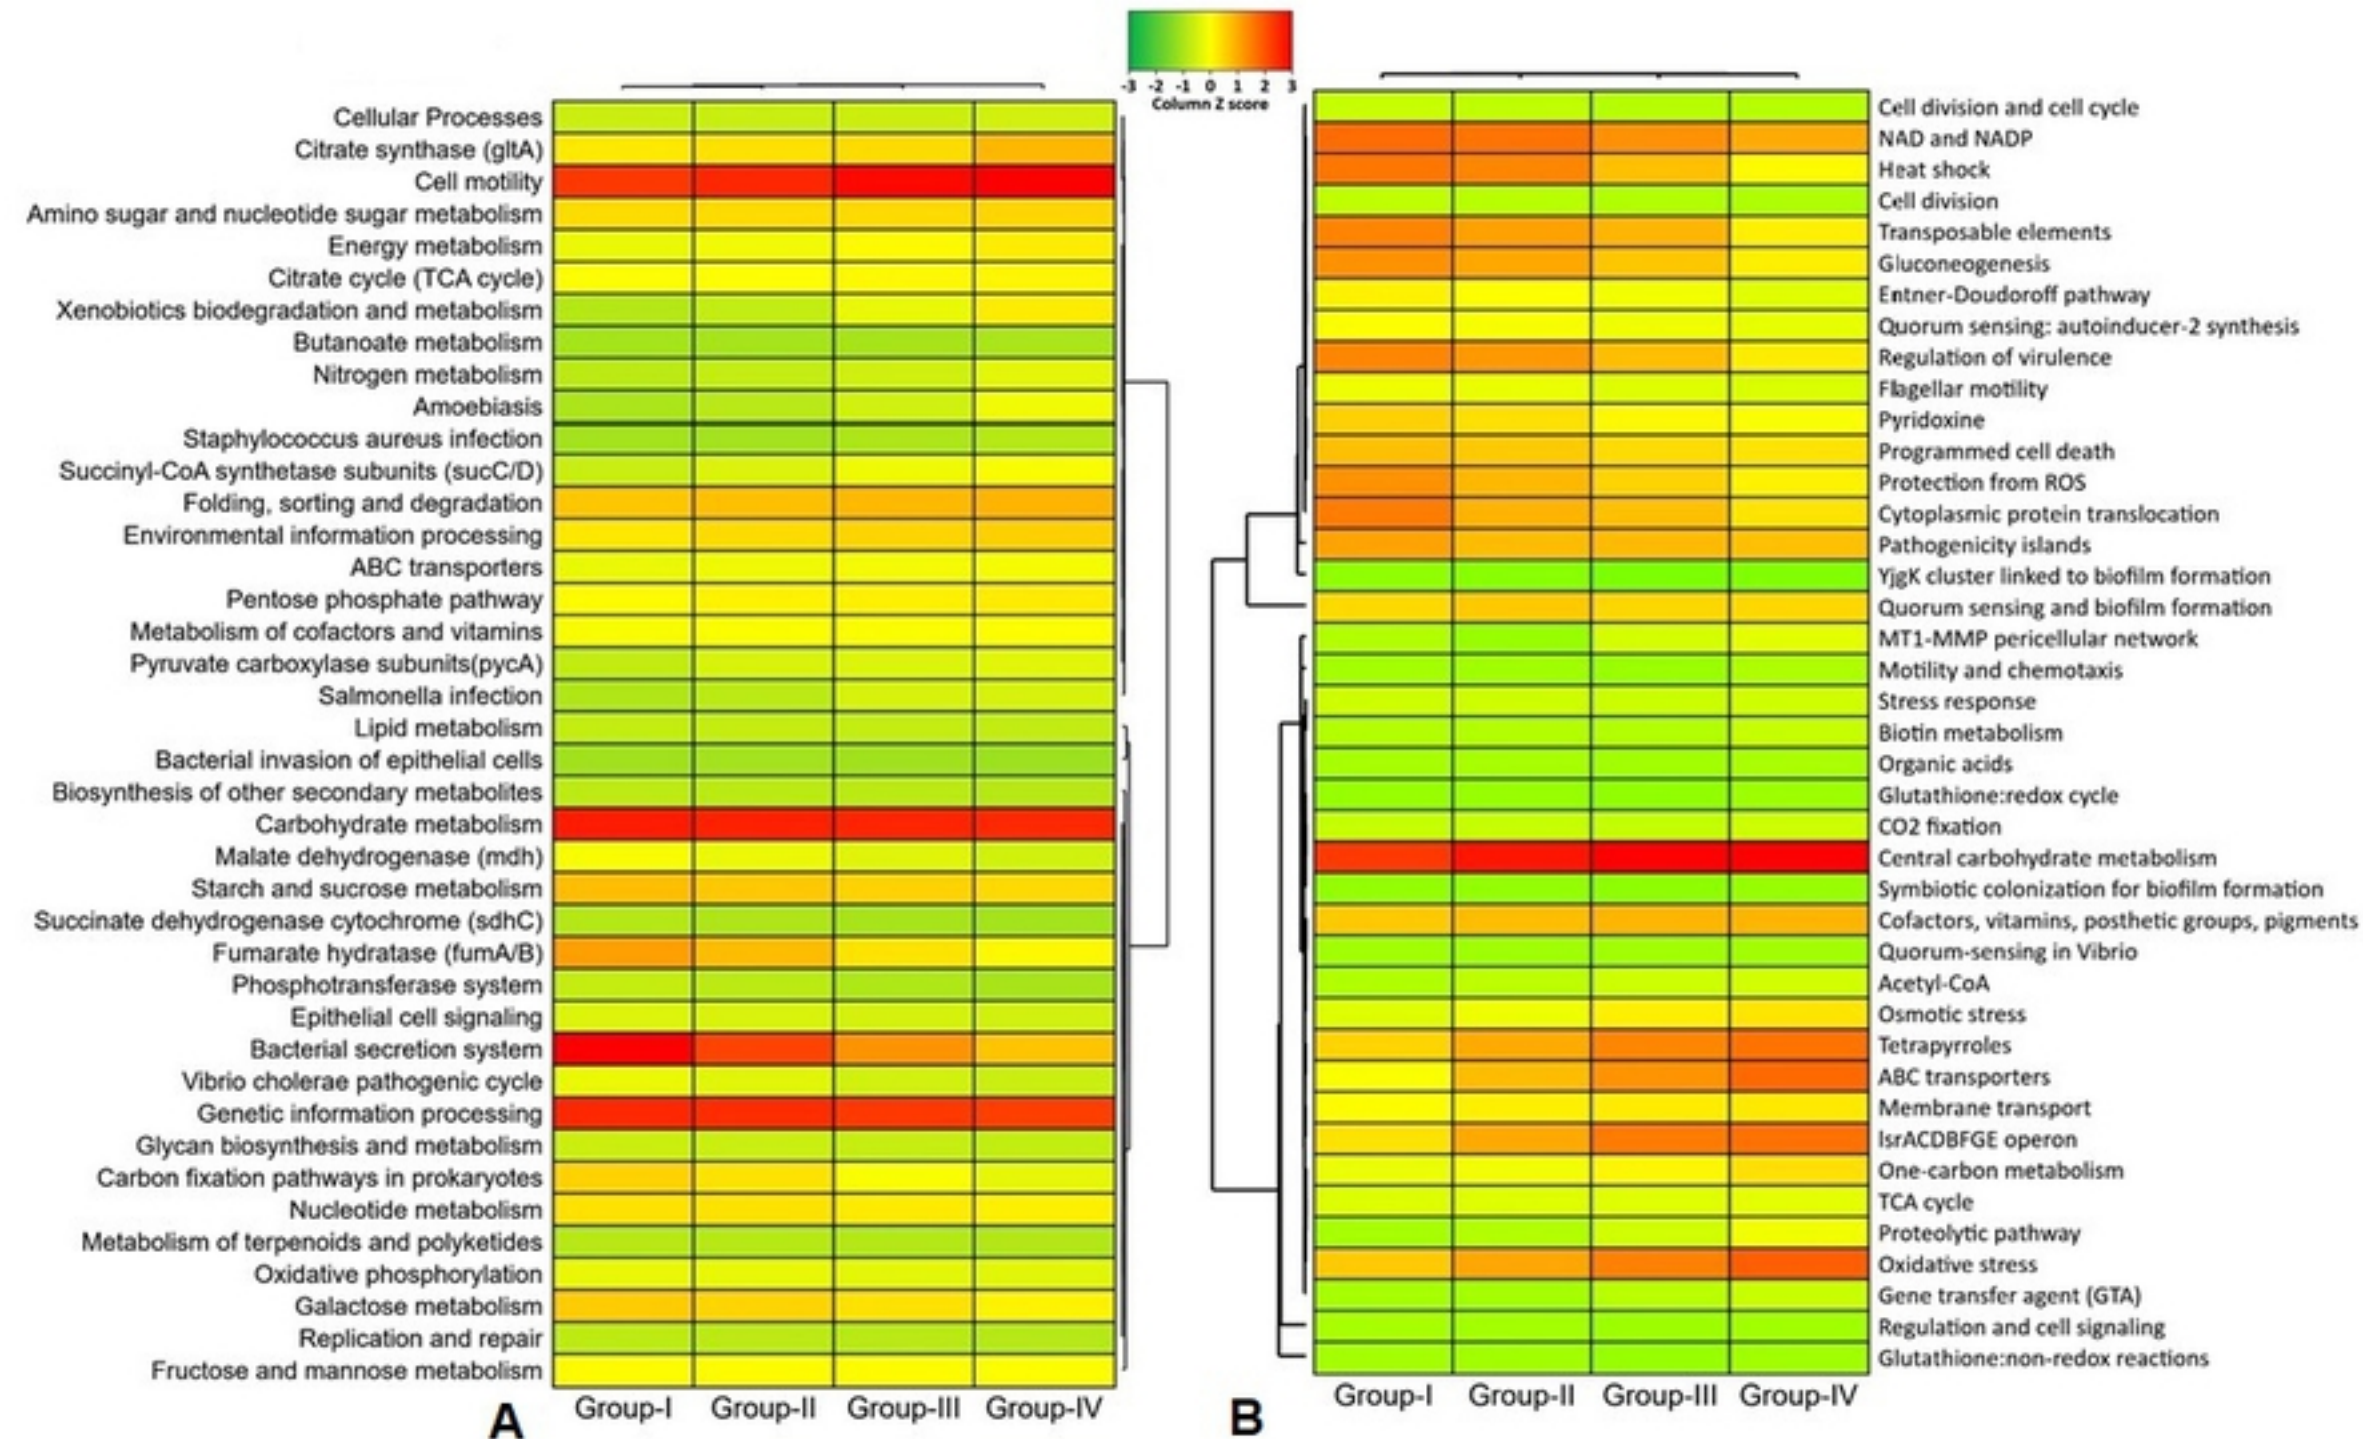 -3 -2 -1 0 1 2 3
Column Z score
Cellular Processes
Citrate synthase (gltA)
Cell motility
Amino sugar and nucleotide sugar metabolism
Energy metabolism
Citrate cycle (TCA cycle)
Xenobiotics biodegradation and metabolism
Butanoate metabolism
Nitrogen metabolism
Amoebiasis
Staphylococcus aureus infection
Succinyl-CoA synthetase subunits (sucC/D)
Folding, sorting and degradation
Environmental information processing
ABC transporters
Pentose phosphate pathway
Metabolism of cofactors and vitamins
Pyruvate carboxylase subunits(pycA)
Salmonella infection
Lipid metabolism
Bacterial invasion of epithelial cells
Biosynthesis of other secondary metabolites
Carbohydrate metabolism
Malate dehydrogenase (mdh)
Starch and sucrose metabolism
Succinate dehydrogenase cytochrome (sdhC)
Fumarate hydratase (fumA/B)
Phosphotransferase system
Epithelial cell signaling
Bacterial secretion system
Vibrio cholerae pathogenic cycle
Genetic information processing
Glycan biosynthesis and metabolism
Carbon fixation pathways in prokaryotes
Nucleotide metabolism
Metabolism of terpenoids and polyketides
Oxidative phosphorylation
Galactose metabolism
Replication and repair
Fructose and mannose metabolism
Group-I Group-II Group-III Group-IV
A
Cell division and cell cycle
NAD and NADP
Heat shock
Cell division
Transposable elements
Gluconeogenesis
Entner-Doudoroff pathway
Quorum sensing: autoinducer-2 synthesis
Regulation of virulence
Flagellar motility
Pyridoxine
Programmed cell death
Protection from ROS
Cytoplasmic protein translocation
Pathogenicity islands
YjgK cluster linked to biofilm formation
Quorum sensing and biofilm formation
MT1-MMP pericellular network
Motility and chemotaxis
Stress response
Biotin metabolism
Organic acids
Glutathione:redox cycle
CO2 fixation
Central carbohydrate metabolism
Symbiotic colonization for biofilm formation
Cofactors, vitamins, posthetic groups, pigments
Quorum-sensing in Vibrio
Acetyl-CoA
Osmotic stress
Tetrapyrroles
ABC transporters
Membrane transport
lsrACDBFGE operon
One-carbon metabolism
TCA cycle
Proteolytic pathway
Oxidative stress
Gene transfer agent (GTA)
Regulation and cell signaling
Glutathione:non-redox reactions
Group-I Group-II Group-III Group-IV
B